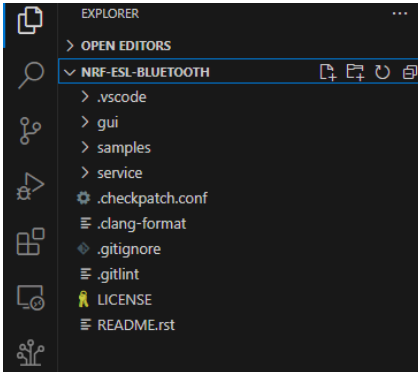 EXPLORER
OPEN EDITORS
NRF-ESL-BLUETOOTH
.vscode
gui
samples
service
.checkpatch.conf
.clang-format
.gitignore
.gitlint
LICENSE
README.rst